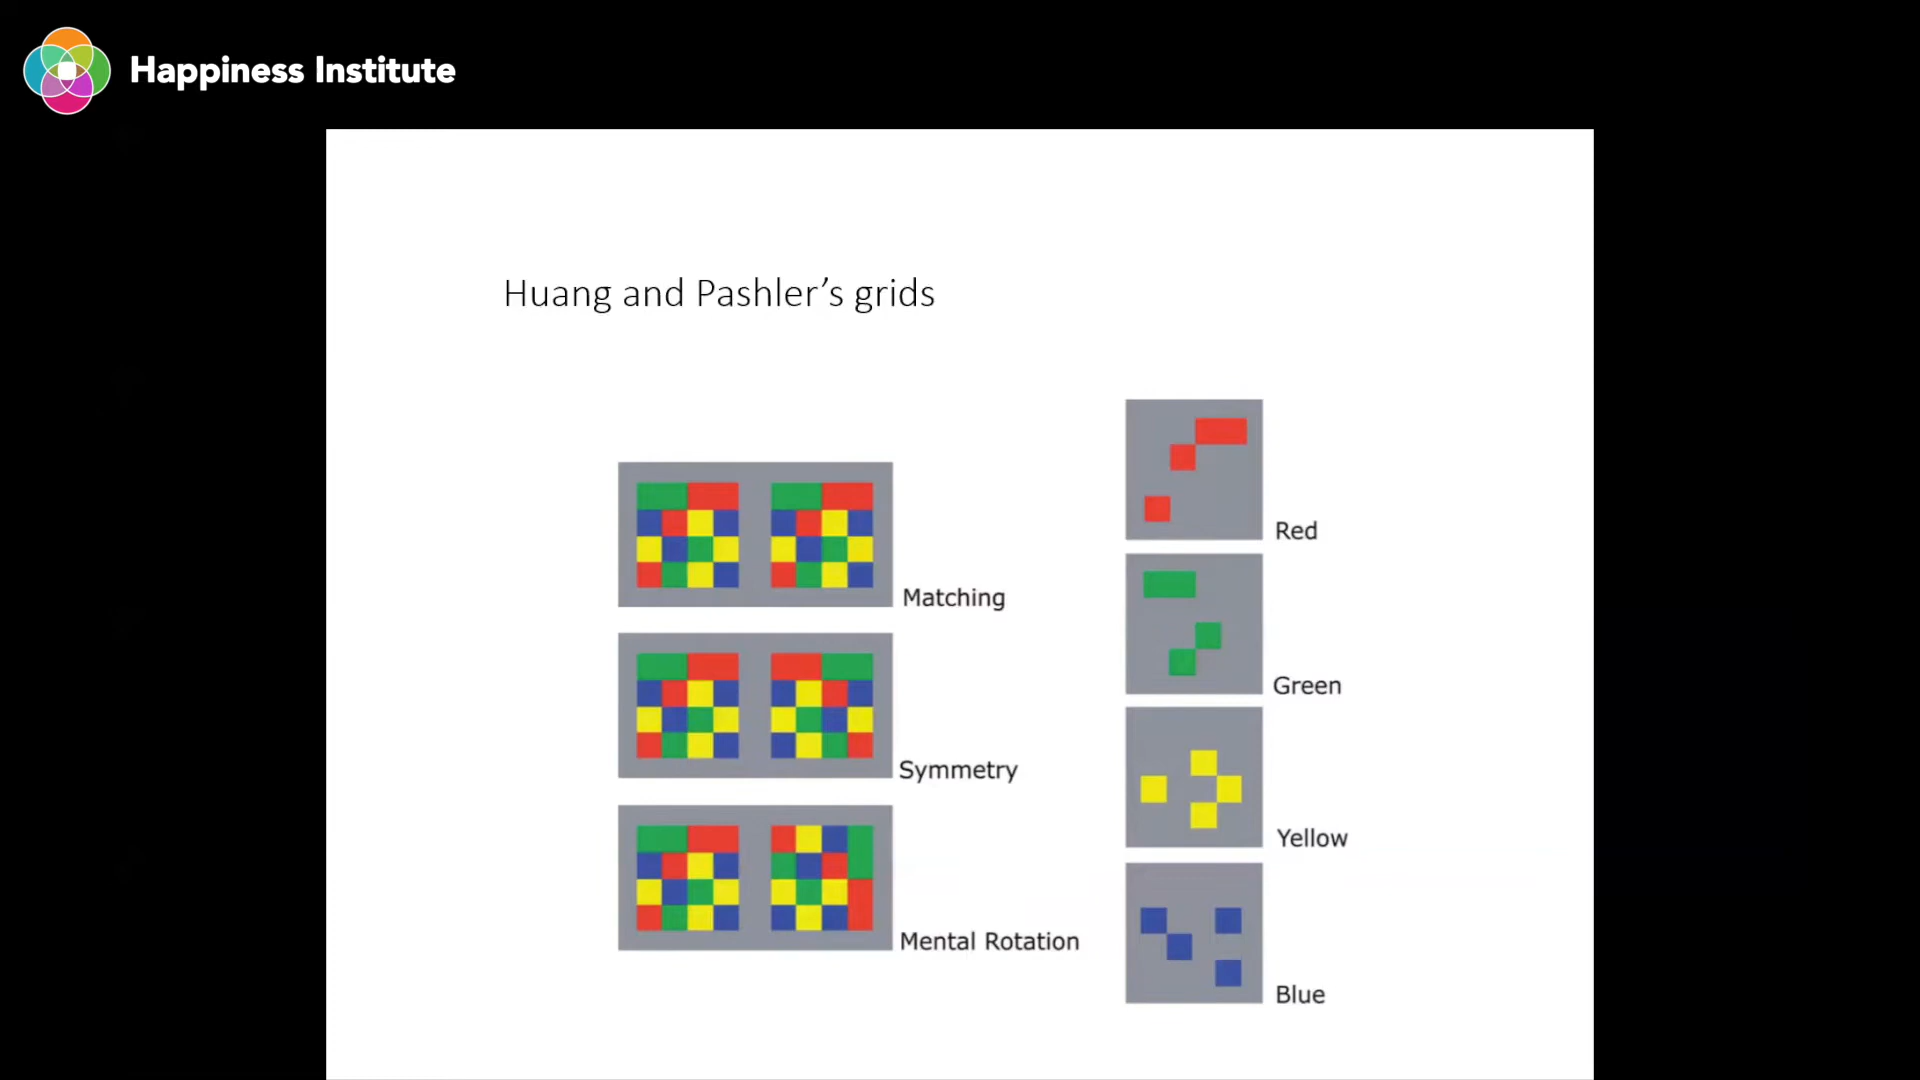 Happiness Institute
Huang and Pashler’s grids
Matching
Symmetry
Mental Rotation
Red
Green
Yellow
Blue